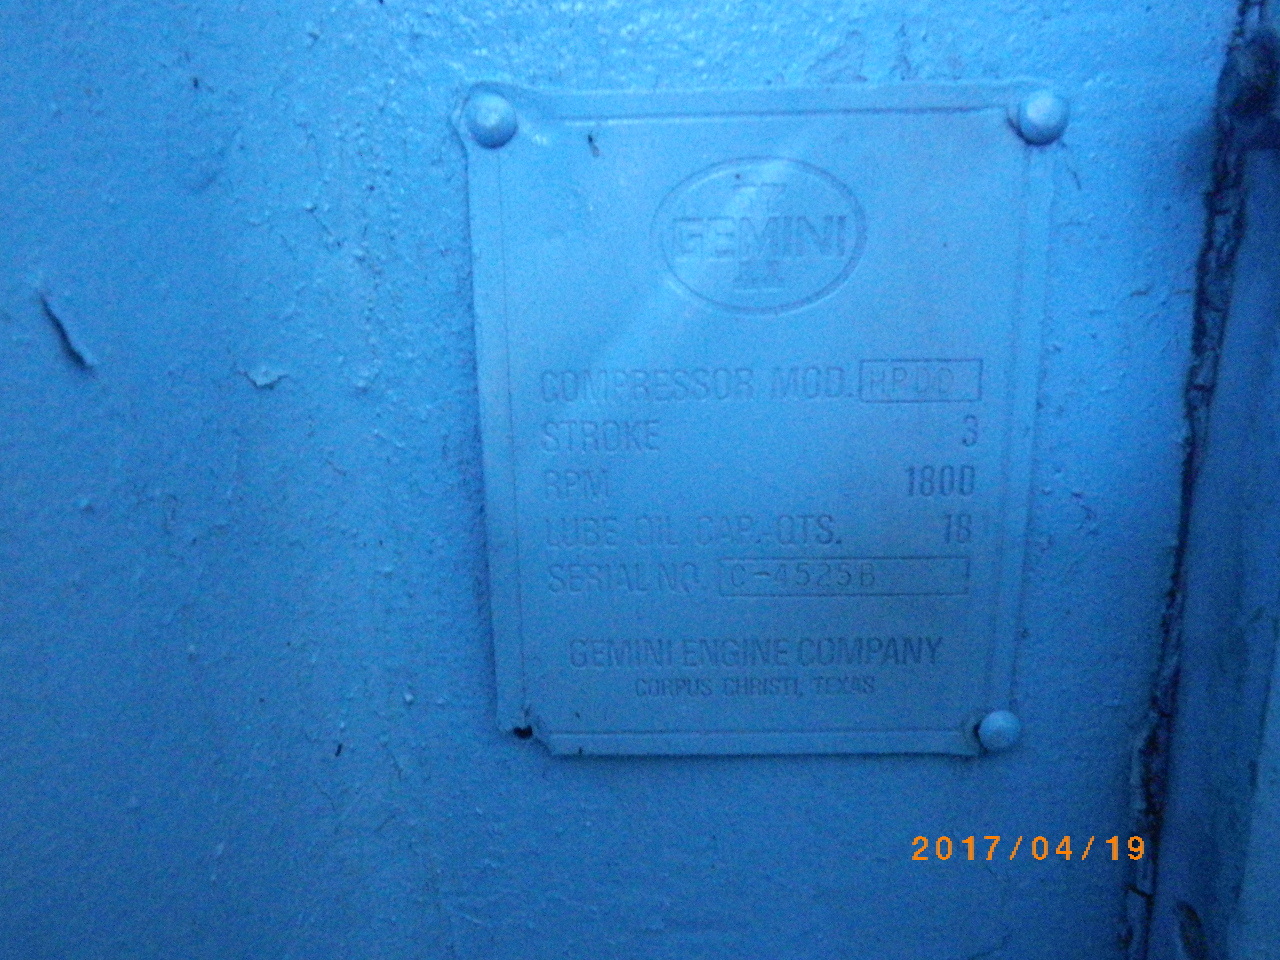 GEMINI
COMPRESSOR MOD. HPDD
STROKE 3
RPM 1800
LUBE OIL CAP.-QTS. 18
SERIAL NO. C-4525B
GEMINI ENGINE COMPANY
CORPUS CHRISTI, TEXAS
2017/04/19